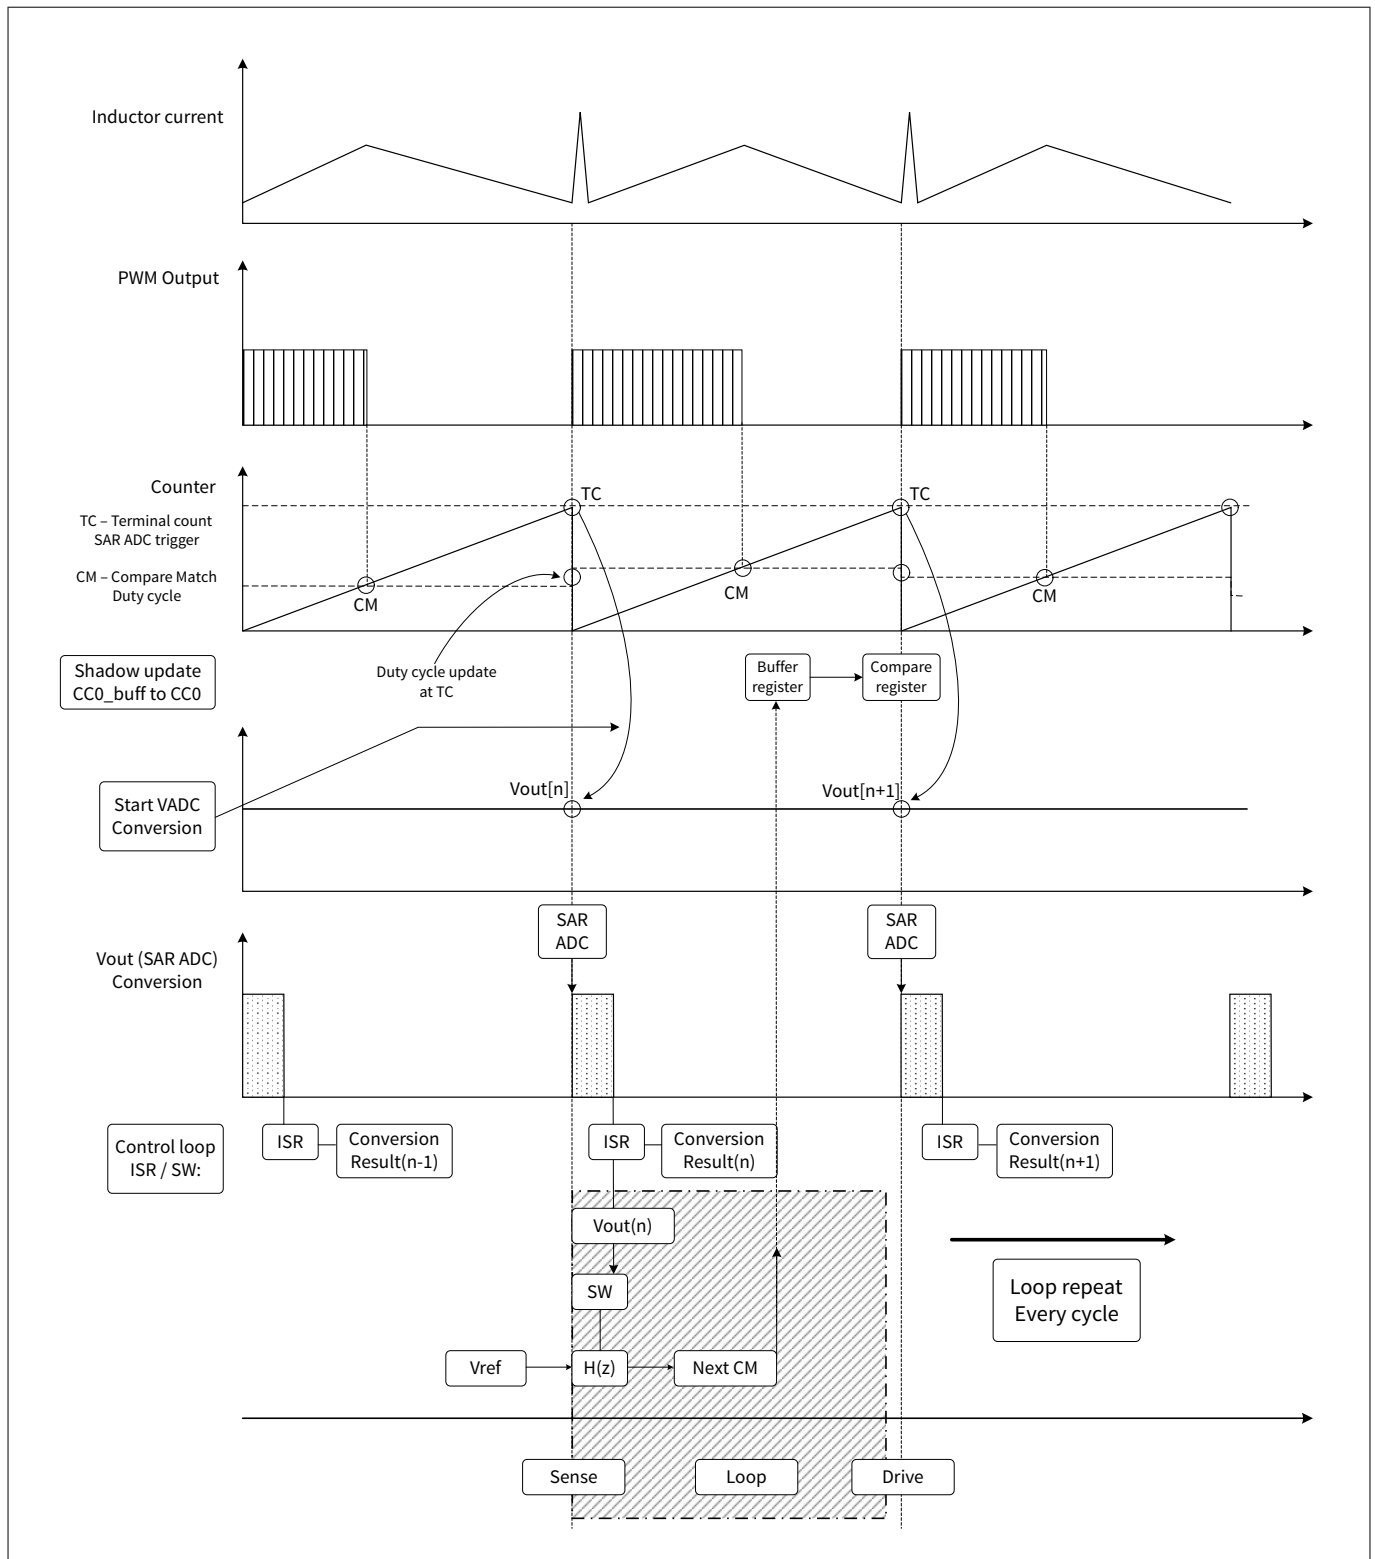 Inductor current
PWM Output
Counter
TC – Terminal count
SAR ADC trigger
CM – Compare Match
Duty cycle
TC
TC
CM
CM
CM
Shadow update
CC0_buff to CC0
Duty cycle update
at TC
Buffer
register
Compare
register
Start VADC
Conversion
Vout[n]
Vout[n+1]
SAR
ADC
SAR
ADC
Vout (SAR ADC)
Conversion
Control loop
ISR / SW:
ISR
Conversion
Result(n-1)
ISR
Conversion
Result(n)
ISR
Conversion
Result(n+1)
Vout(n)
SW
Vref
H(z)
Next CM
Loop repeat
Every cycle
Sense
Loop
Drive